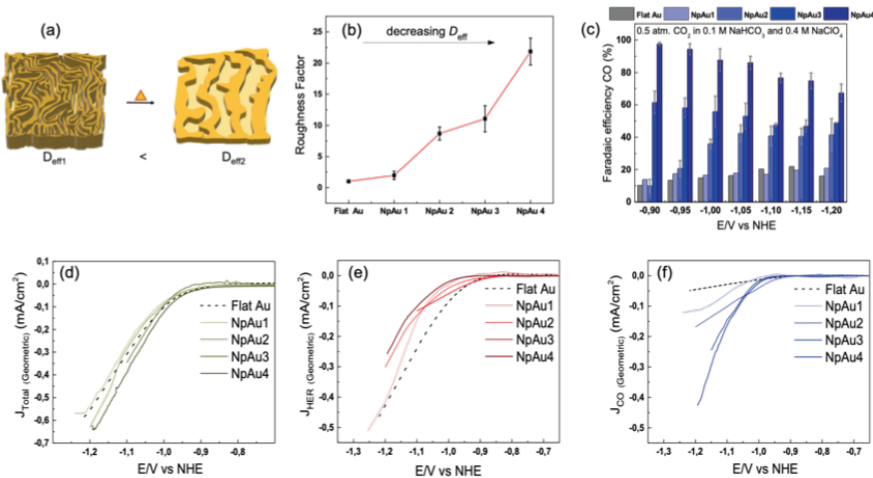 (a)
D_eff1
<
D_eff2
(b)
decreasing D_eff
Roughness Factor
25
20
15
10
5
0
Flat Au NpAu 1 NpAu 2 NpAu 3 NpAu 4
Flat Au NpAu1 NpAu2 NpAu3 NpAu4
(c)
0.5 atm. CO₂ in 0.1 M NaHCO₃ and 0.4 M NaClO₄
Faradaic efficiency CO (%)
100
80
60
40
20
0
-0,90 -0,95 -1,00 -1,05 -1,10 -1,15 -1,20
E/V vs NHE
(d)
J Total (Geometric) (mA/cm²)
0,1
0,0
-0,1
-0,2
-0,3
-0,4
-0,5
-0,6
-0,7
Flat Au
NpAu1
NpAu2
NpAu3
NpAu4
-1,2 -1,1 -1,0 -0,9 -0,8
E/V vs NHE
(e)
J HER (Geometric) (mA/cm²)
0,1
0,0
-0,1
-0,2
-0,3
-0,4
-0,5
Flat Au
NpAu1
NpAu2
NpAu3
NpAu4
-1,2 -1,1 -1,0 -0,9 -0,8 -0,7
E/V vs NHE
(f)
J CO (Geometric) (mA/cm²)
0,0
-0,1
-0,2
-0,3
-0,4
-0,5
Flat Au
NpAu1
NpAu2
NpAu3
NpAu4
-1,2 -1,1 -1,0 -0,9 -0,8 -0,7
E/V vs NHE